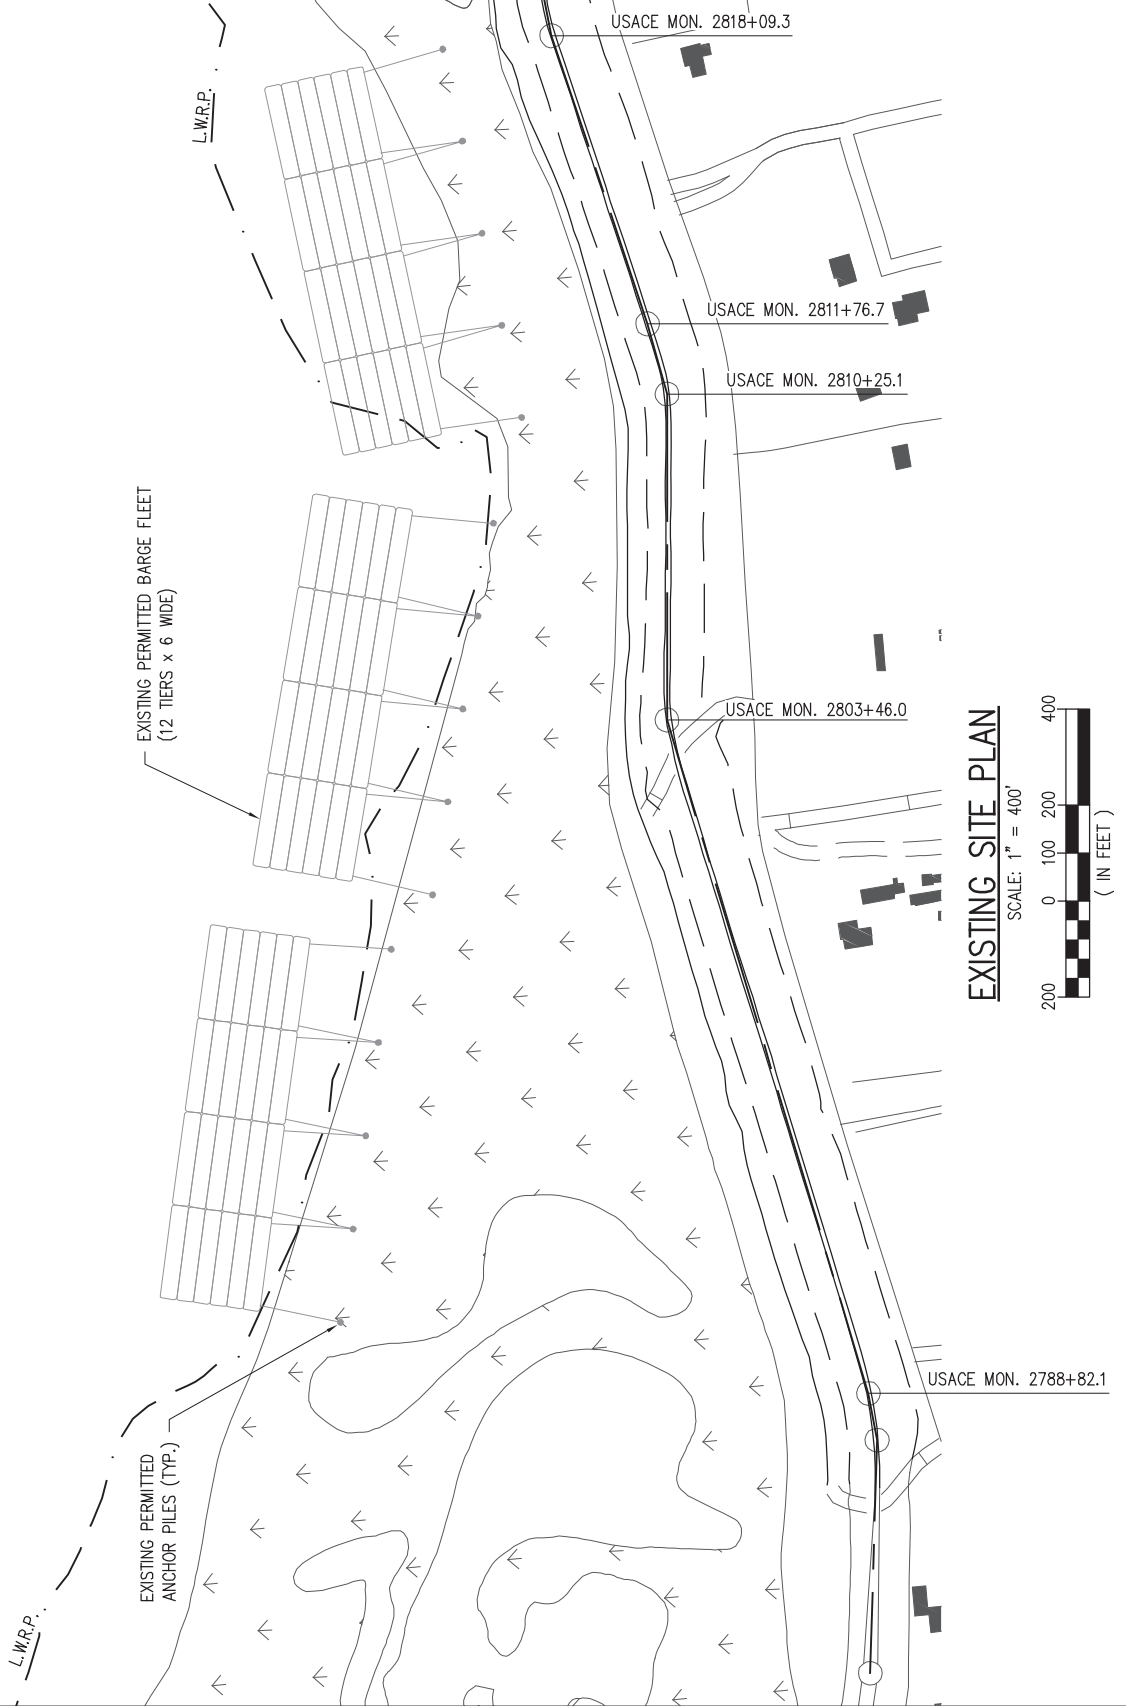 USACE MON. 2818+09.3
L.W.R.P.
USACE MON. 2811+76.7
USACE MON. 2810+25.1
EXISTING PERMITTED BARGE FLEET
(12 TIERS x 6 WIDE)
USACE MON. 2803+46.0
EXISTING SITE PLAN
SCALE: 1" = 400'
200 0 100 200 400
( IN FEET )
USACE MON. 2788+82.1
EXISTING PERMITTED
ANCHOR PILES (TYP.)
L.W.R.P.